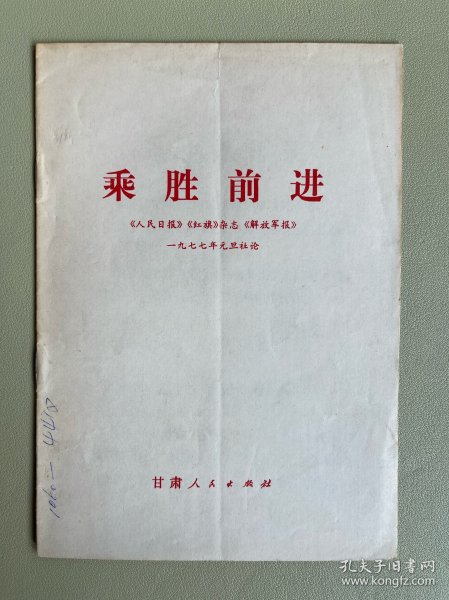 乘胜前进
《人民日报》《红旗》杂志《解放军报》
一九七七年元旦社论
甘肃人民出版社
孔夫子旧书网
www.kongfz.com